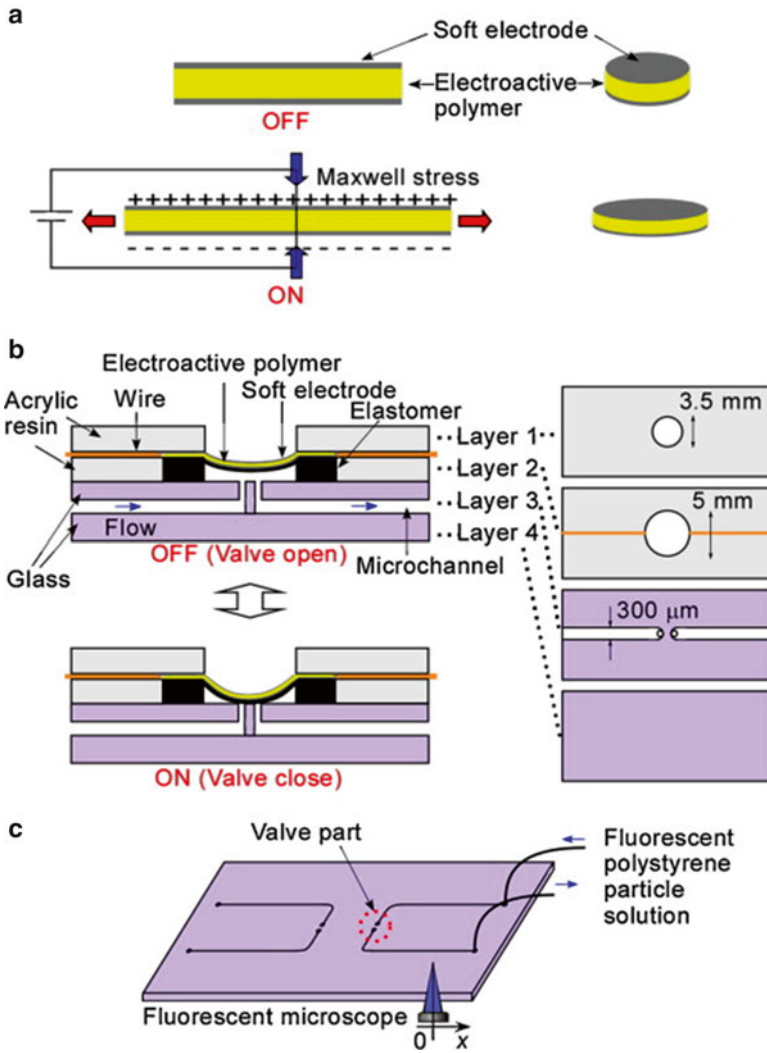 a
Soft electrode
Electroactive
polymer
OFF
Maxwell stress
+ + + + + + + + + + + + + + + + + +
ON
b
Electroactive polymer
Soft electrode
Acrylic
resin
Wire
Elastomer
Layer 1
Layer 2
Layer 3
Layer 4
Flow
OFF (Valve open)
Microchannel
Glass
ON (Valve close)
3.5 mm
5 mm
300 μm
c
Valve part
Fluorescent
polystyrene
particle
solution
Fluorescent microscope
0 x